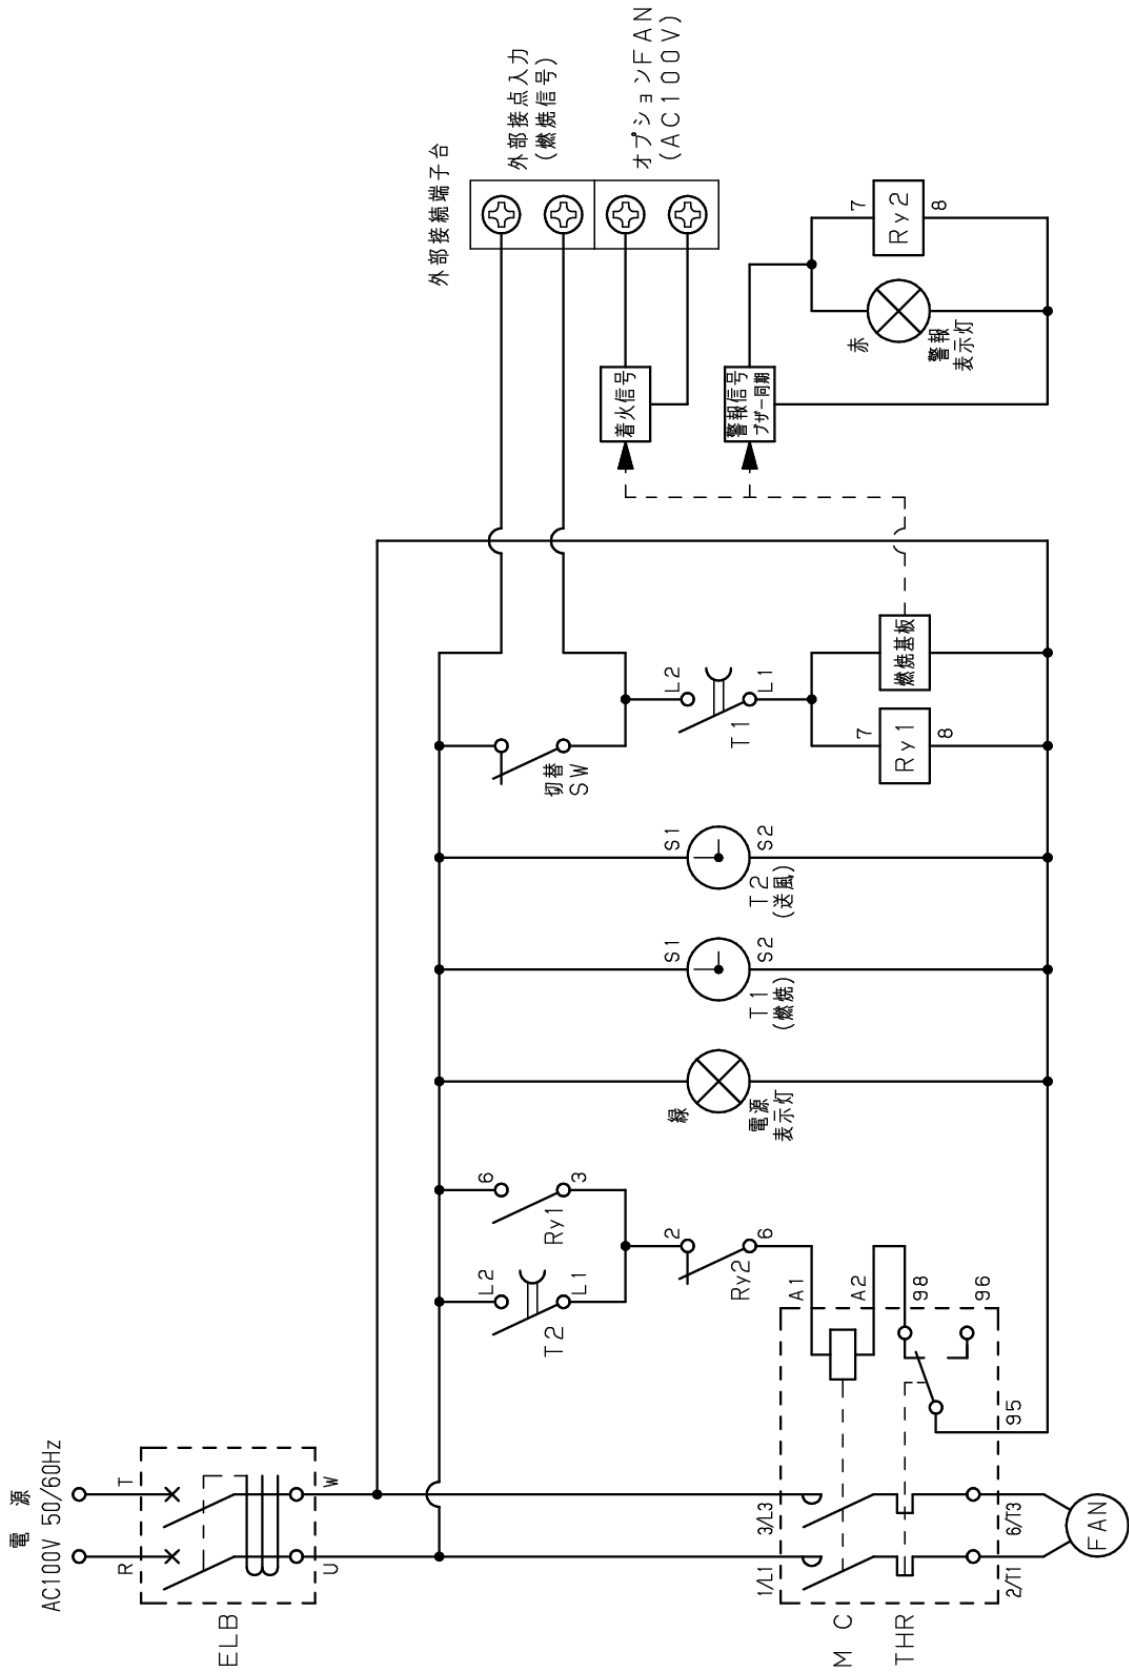 電 源
AC100V 50/60Hz
R
T
ELB
U
W
外部接続端子台
外部接点入力
(燃焼信号)
オプションFAN
(AC100V)
T2
L2
L1
Ry1
6
3
Ry2
2
6
緑
電源
表示灯
S1
S2
T1
(燃焼)
S1
S2
T2
(送風)
切替
SW
L2
T1
L1
7
Ry1
8
燃焼基板
着火信号
警報信号
ブザー同期
赤
警報
表示灯
7
Ry2
8
1/L1
3/L3
A1
A2
98
96
95
MC
THR
2/T1
6/T3
FAN